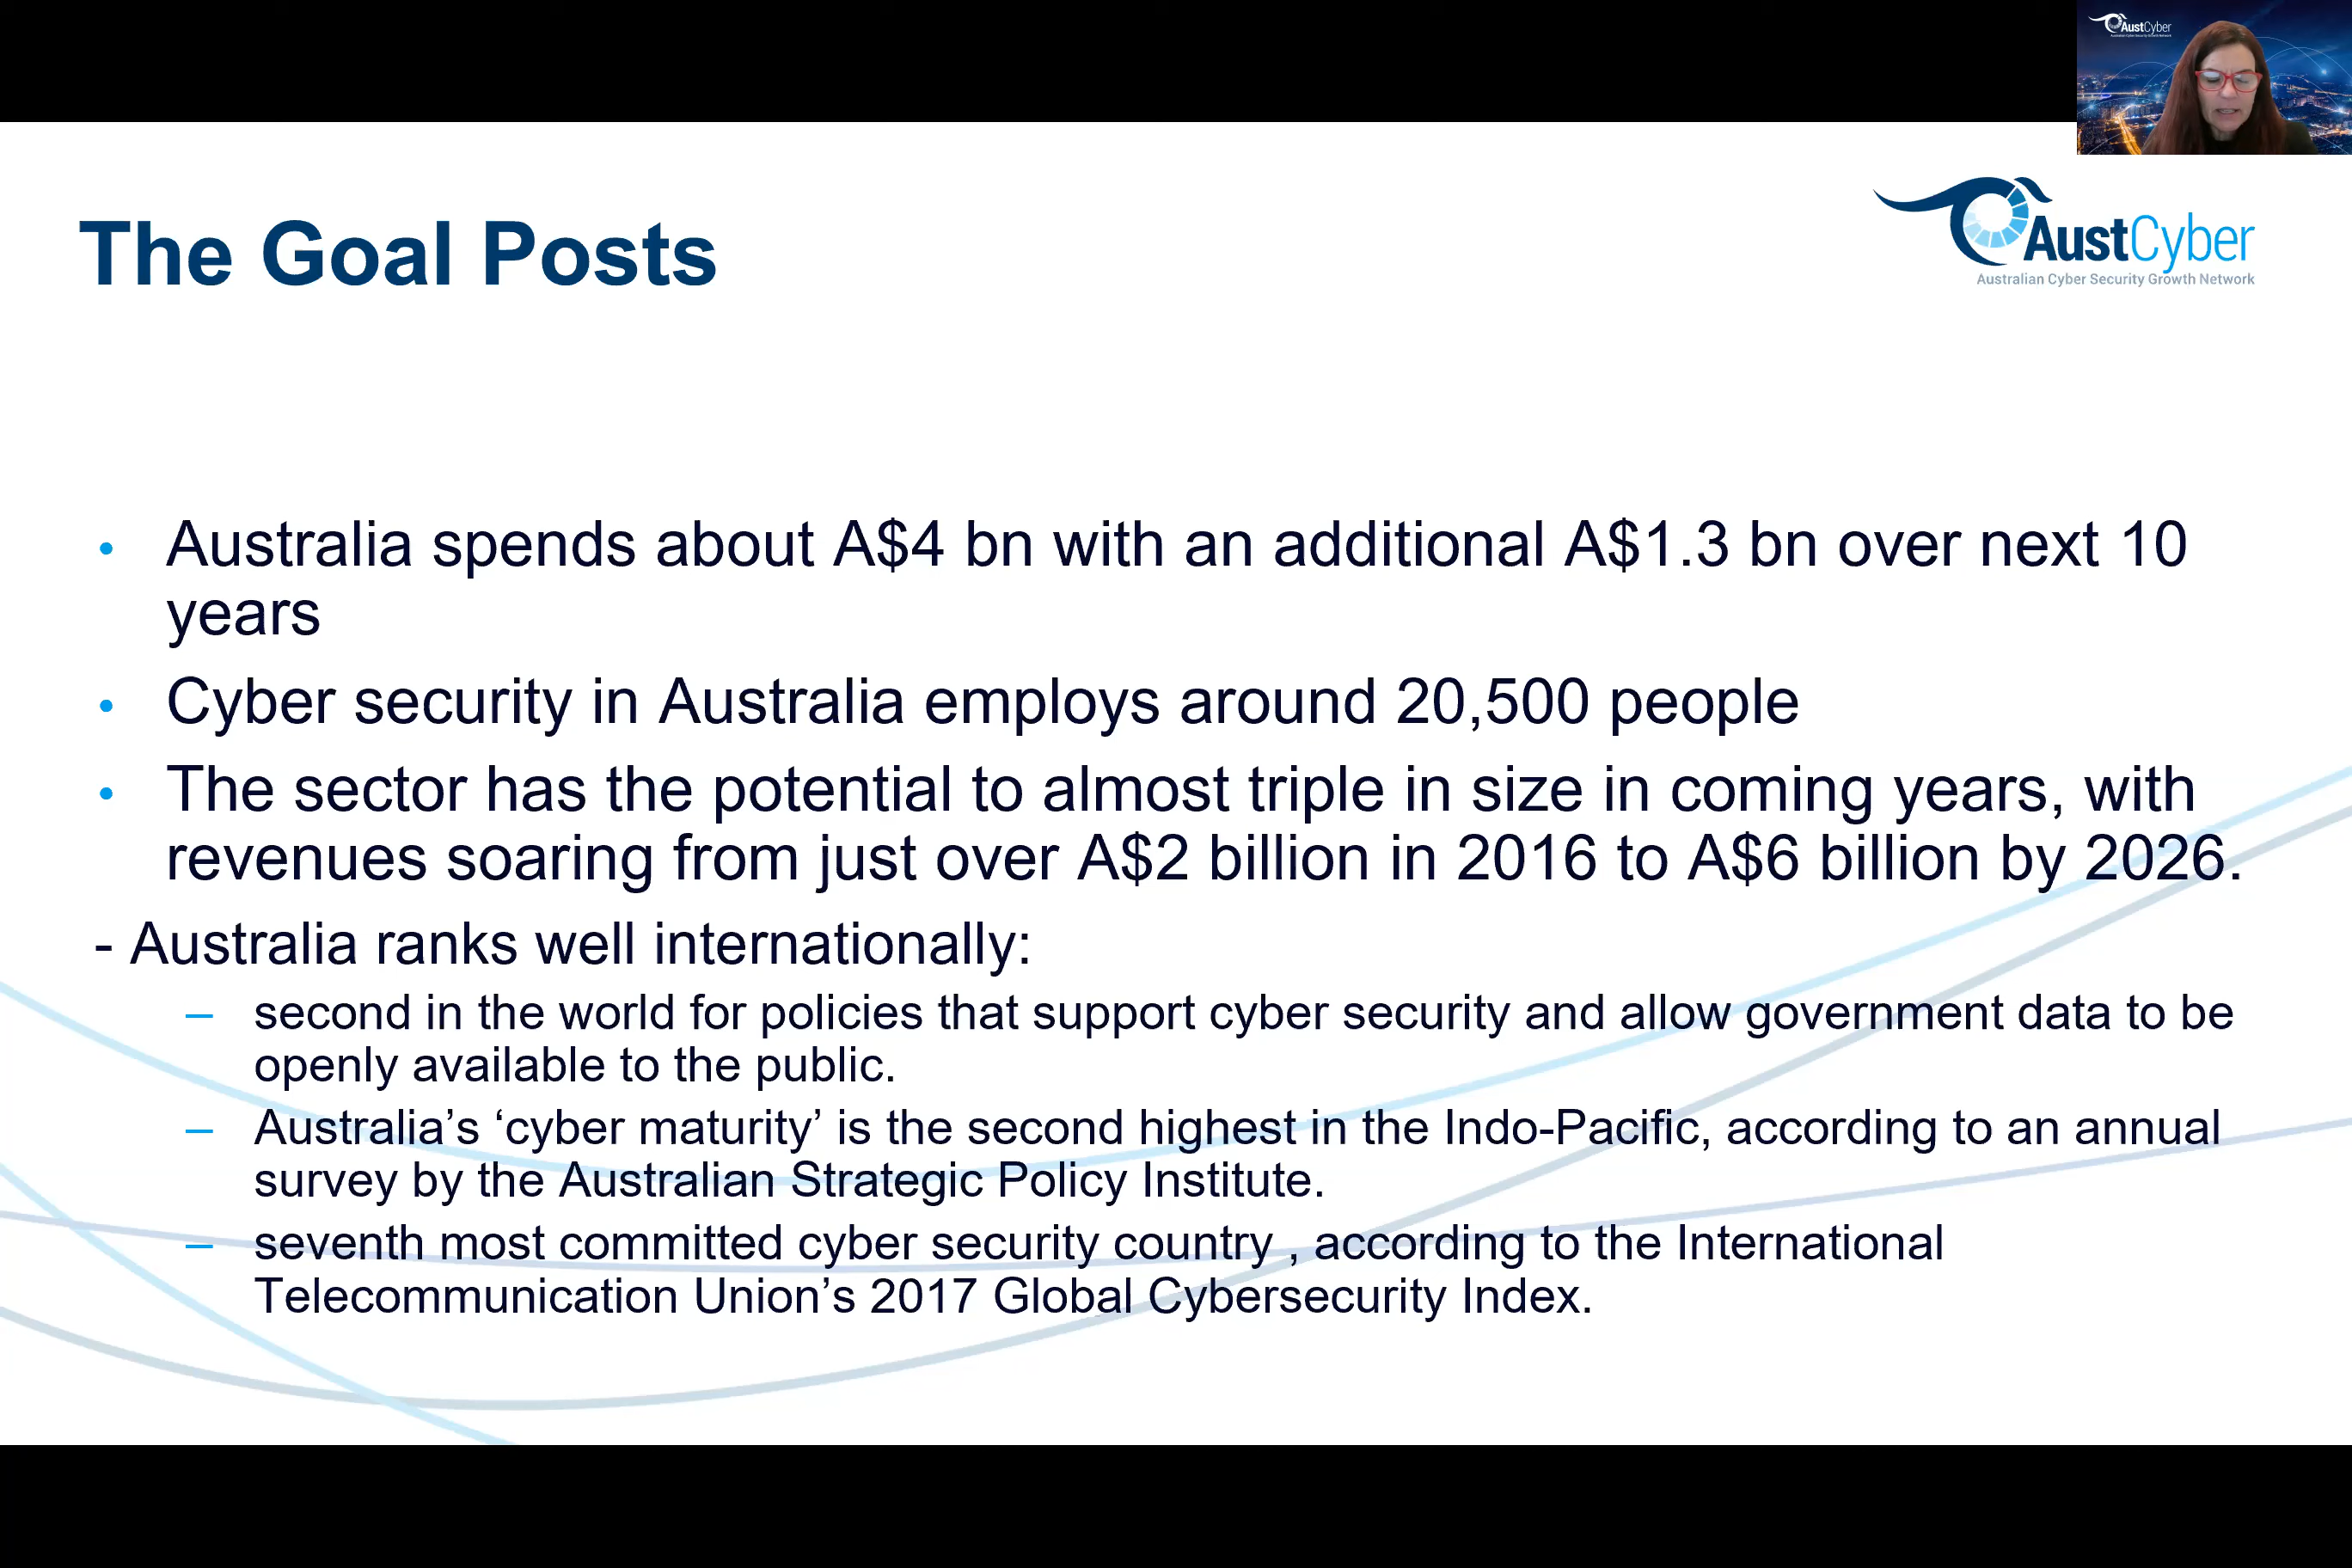 AustCyber
The Goal Posts
AustCyber
Australian Cyber Security Growth Network
• Australia spends about A$4 bn with an additional A$1.3 bn over next 10
years
• Cyber security in Australia employs around 20,500 people
• The sector has the potential to almost triple in size in coming years, with
revenues soaring from just over A$2 billion in 2016 to A$6 billion by 2026.
- Australia ranks well internationally:
– second in the world for policies that support cyber security and allow government data to be
openly available to the public.
– Australia’s ‘cyber maturity’ is the second highest in the Indo-Pacific, according to an annual
survey by the Australian Strategic Policy Institute.
– seventh most committed cyber security country , according to the International
Telecommunication Union’s 2017 Global Cybersecurity Index.